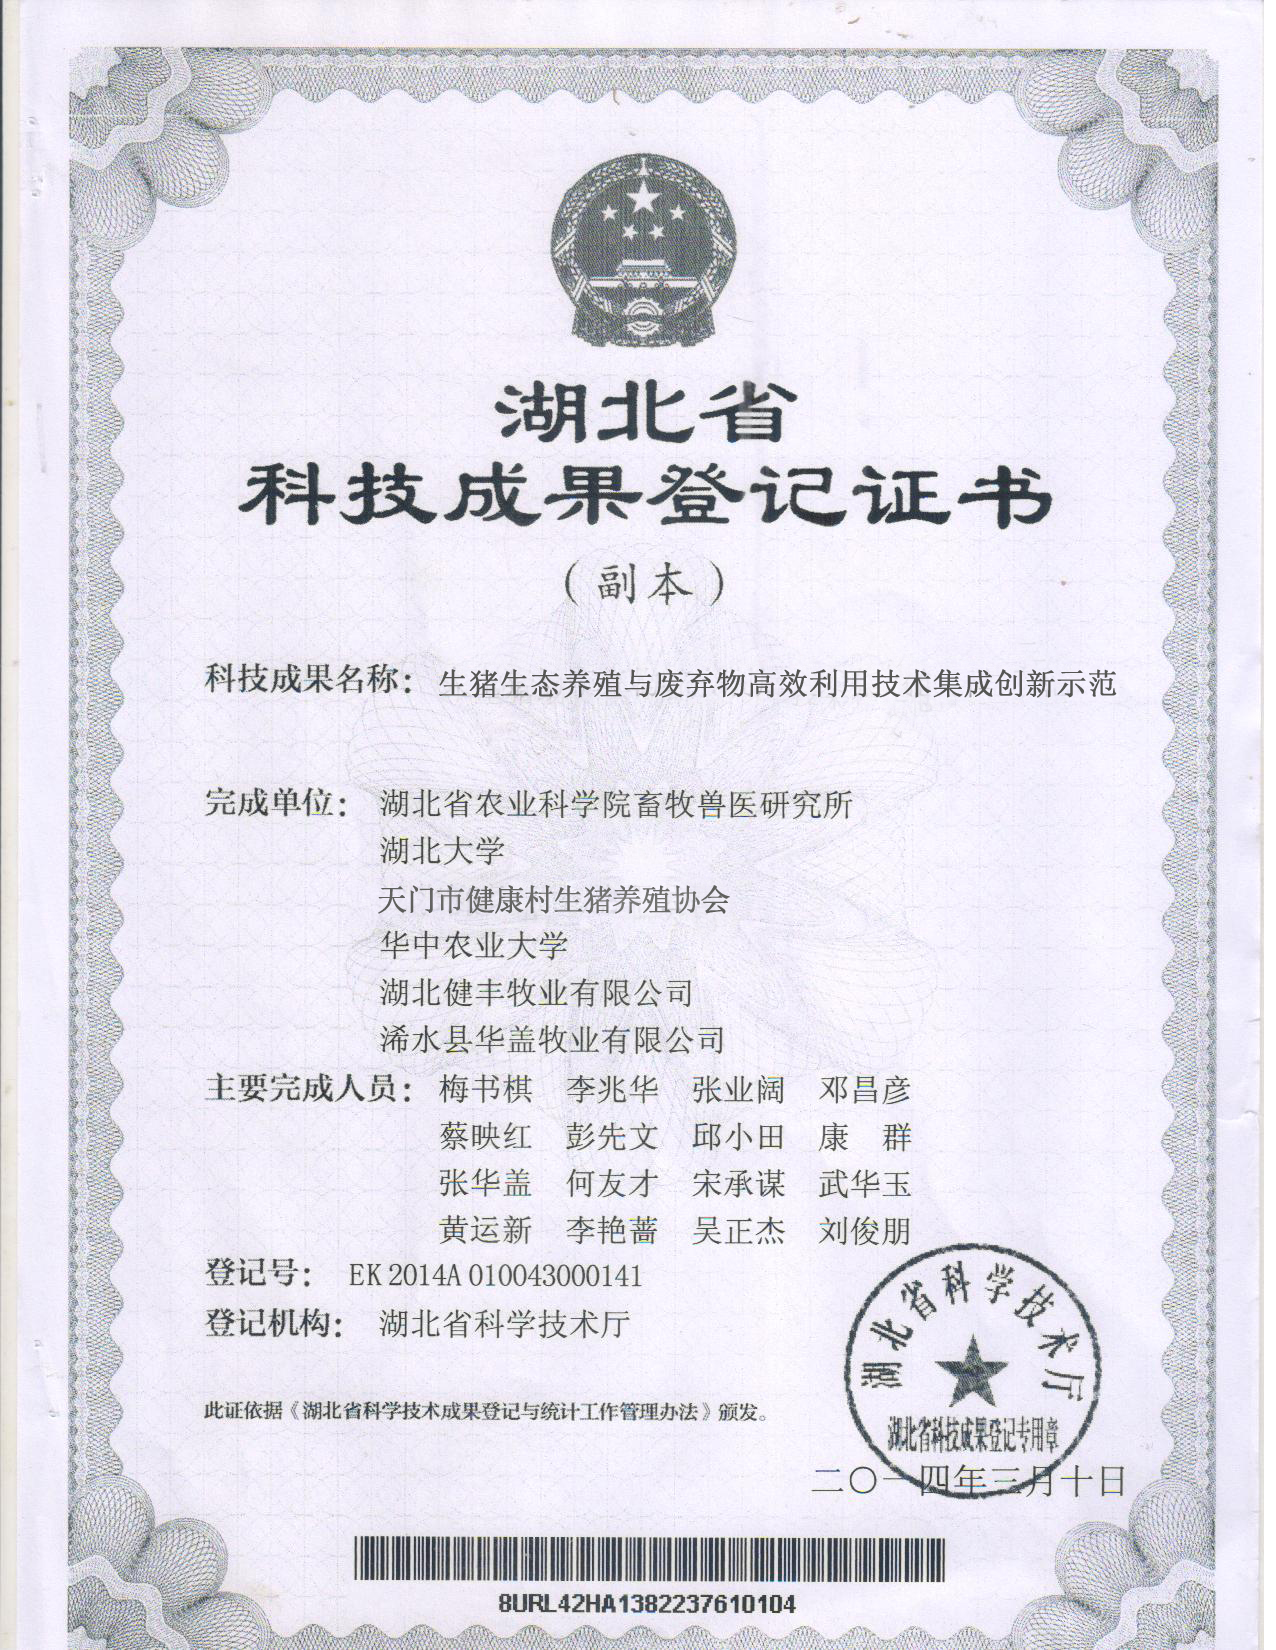 湖北省
科技成果登记证书
（副本）
科技成果名称：生猪生态养殖与废弃物高效利用技术集成创新示范
完成单位：湖北省农业科学院畜牧兽医研究所
湖北大学
天门市健康村生猪养殖协会
华中农业大学
湖北健丰牧业有限公司
浠水县华盖牧业有限公司
主要完成人员：梅书棋 李兆华 张业阔 邓昌彦
蔡映红 彭先文 邱小田 康 群
张华盖 何友才 宋承谋 武华玉
黄运新 李艳蔷 吴正杰 刘俊朋
登记号：EK 2014A 010043000141
登记机构：湖北省科学技术厅
湖北省科学技术厅
此证依据《湖北省科学技术成果登记与统计工作管理办法》颁发。
湖北省科技成果登记专用章
二〇一四年三月十日
8URL42HA1382237610104